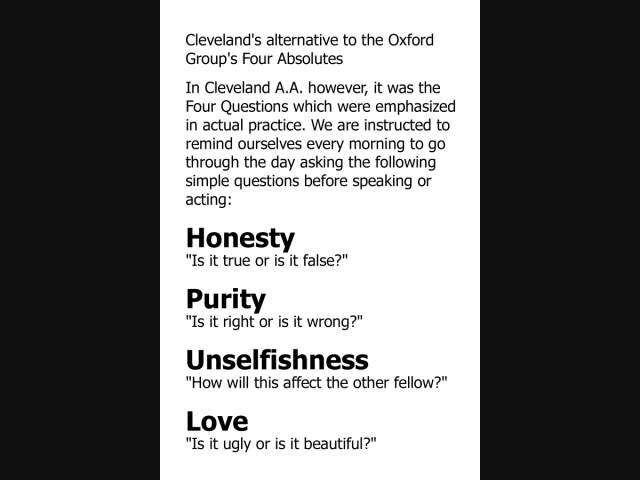 Cleveland's alternative to the Oxford
Group's Four Absolutes
In Cleveland A.A. however, it was the
Four Questions which were emphasized
in actual practice. We are instructed to
remind ourselves every morning to go
through the day asking the following
simple questions before speaking or
acting:
Honesty
"Is it true or is it false?"
Purity
"Is it right or is it wrong?"
Unselfishness
"How will this affect the other fellow?"
Love
"Is it ugly or is it beautiful?"